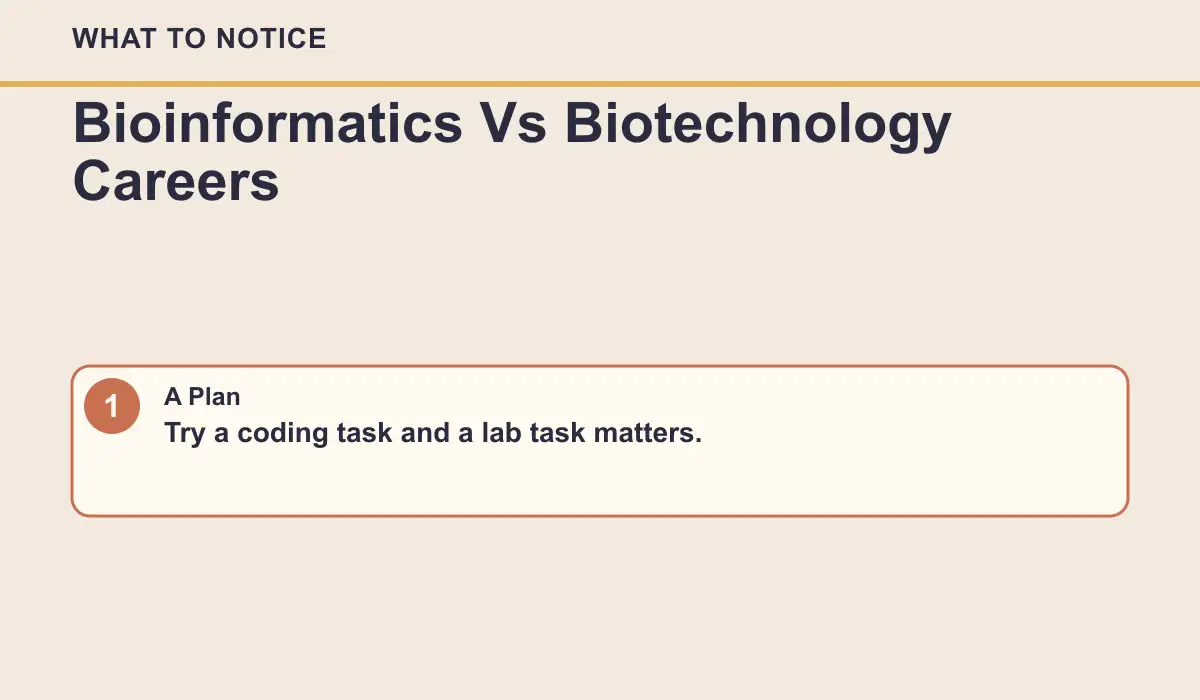 WHAT TO NOTICE
Bioinformatics Vs Biotechnology
Careers
1
A Plan
Try a coding task and a lab task matters.